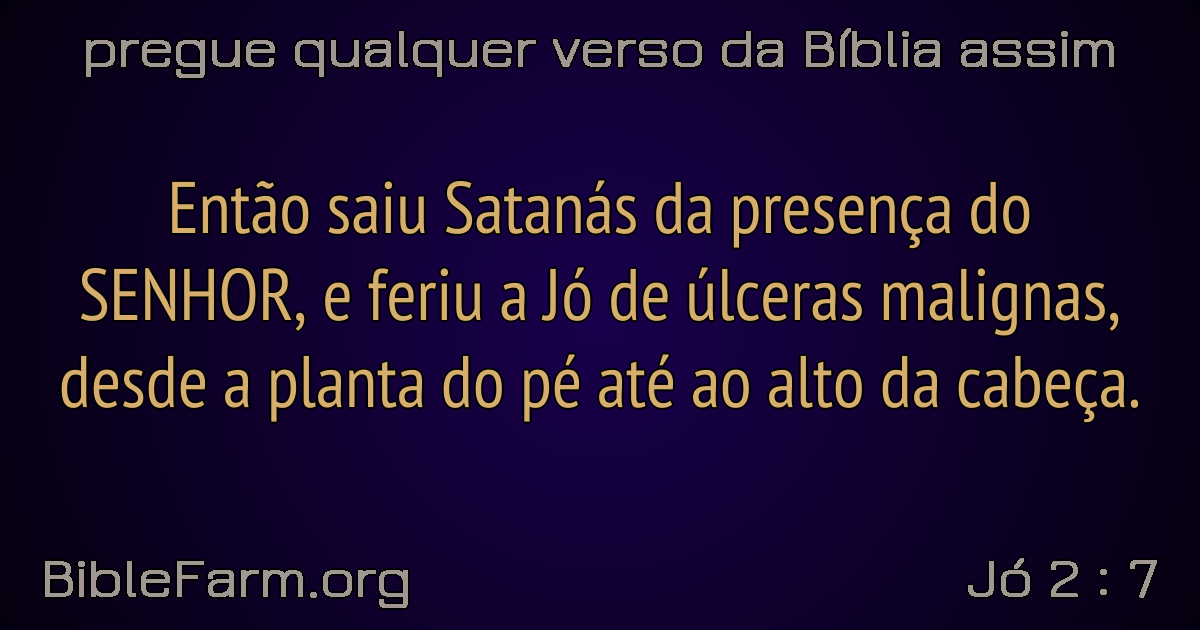 pregue qualquer verso da Bíblia assim
Então saiu Satanás da presença do
SENHOR, e feriu a Jó de úlceras malignas,
desde a planta do pé até ao alto da cabeça.
BibleFarm.org
Jó 2 : 7